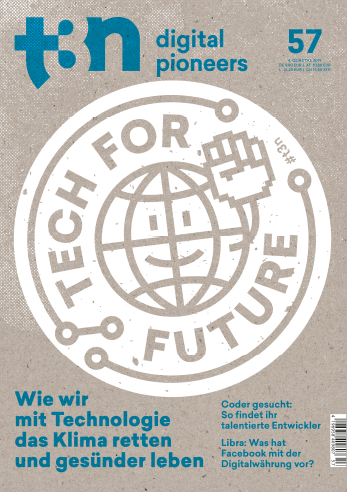 t3n
digital
pioneers
57
TECH FOR
FUTURE
#t3n
Wie wir
mit Technologie
das Klima retten
und gesünder leben
Coder gesucht:
So findet ihr
talentierte Entwickler
Libra: Was hat
Facebook mit der
Digitalwährung vor?